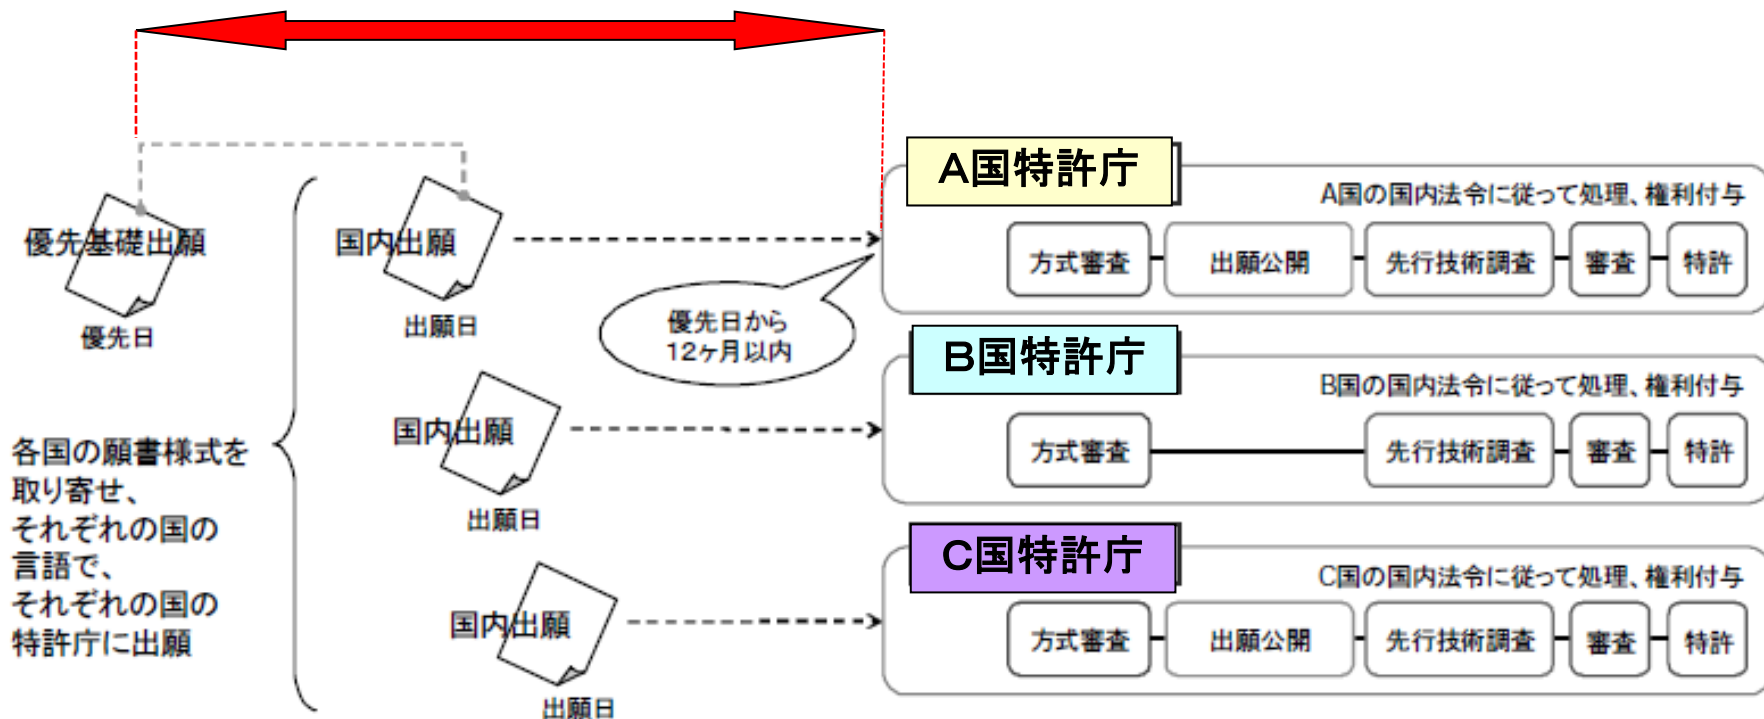 優先基礎出願
優先日
各国の願書様式を
取り寄せ、
それぞれの国の
言語で、
それぞれの国の
特許庁に出願
国内出願
出願日
国内出願
出願日
国内出願
出願日
優先日から
12ヶ月以内
A国特許庁
A国の国内法令に従って処理、権利付与
方式審査
出願公開
先行技術調査
審査
特許
B国特許庁
B国の国内法令に従って処理、権利付与
方式審査
先行技術調査
審査
特許
C国特許庁
C国の国内法令に従って処理、権利付与
方式審査
出願公開
先行技術調査
審査
特許